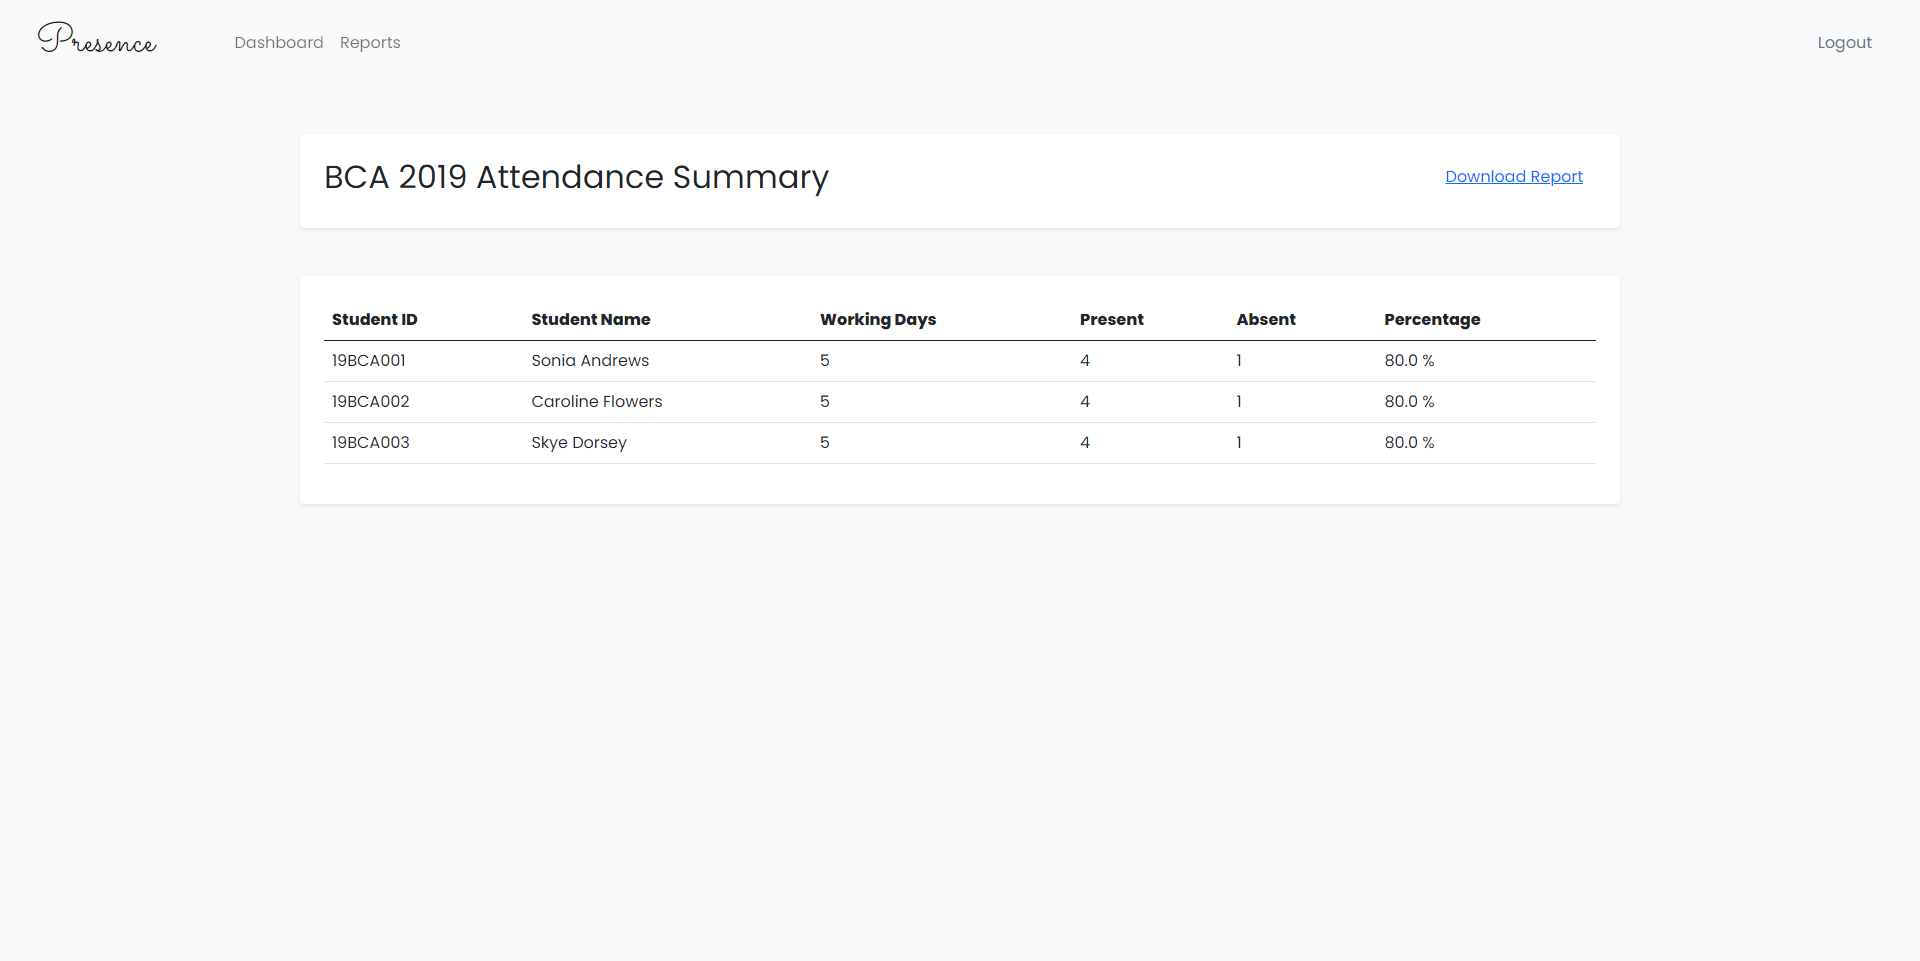 Presence Dashboard Reports Logout
BCA 2019 Attendance Summary Download Report
Student ID Student Name Working Days Present Absent Percentage
19BCA001 Sonia Andrews 5 4 1 80.0 %
19BCA002 Caroline Flowers 5 4 1 80.0 %
19BCA003 Skye Dorsey 5 4 1 80.0 %